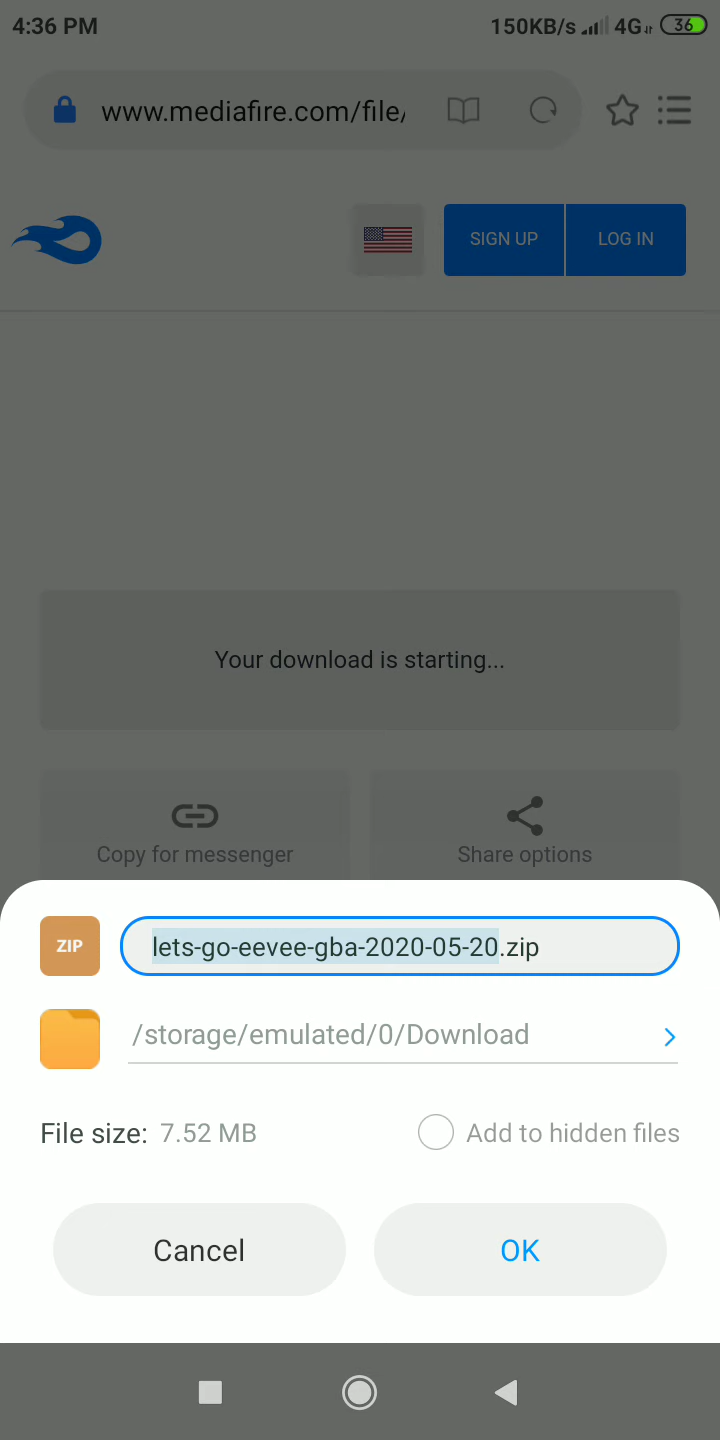 4:36 PM 150KB/s 4G 36
www.mediafire.com/file/
SIGN UP LOG IN
Your download is starting...
Copy for messenger Share options
ZIP lets-go-eevee-gba-2020-05-20.zip
/storage/emulated/0/Download
File size: 7.52 MB Add to hidden files
Cancel OK